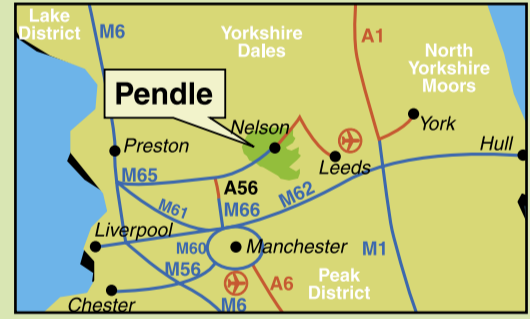 Lake
District
M6
Yorkshire
Dales
A1
North
Yorkshire
Moors
Pendle
Nelson
York
Preston
Leeds
Hull
M65
A56
M62
M61
M66
Liverpool
M60
Manchester
M1
M56
Peak
District
A6
Chester
M6